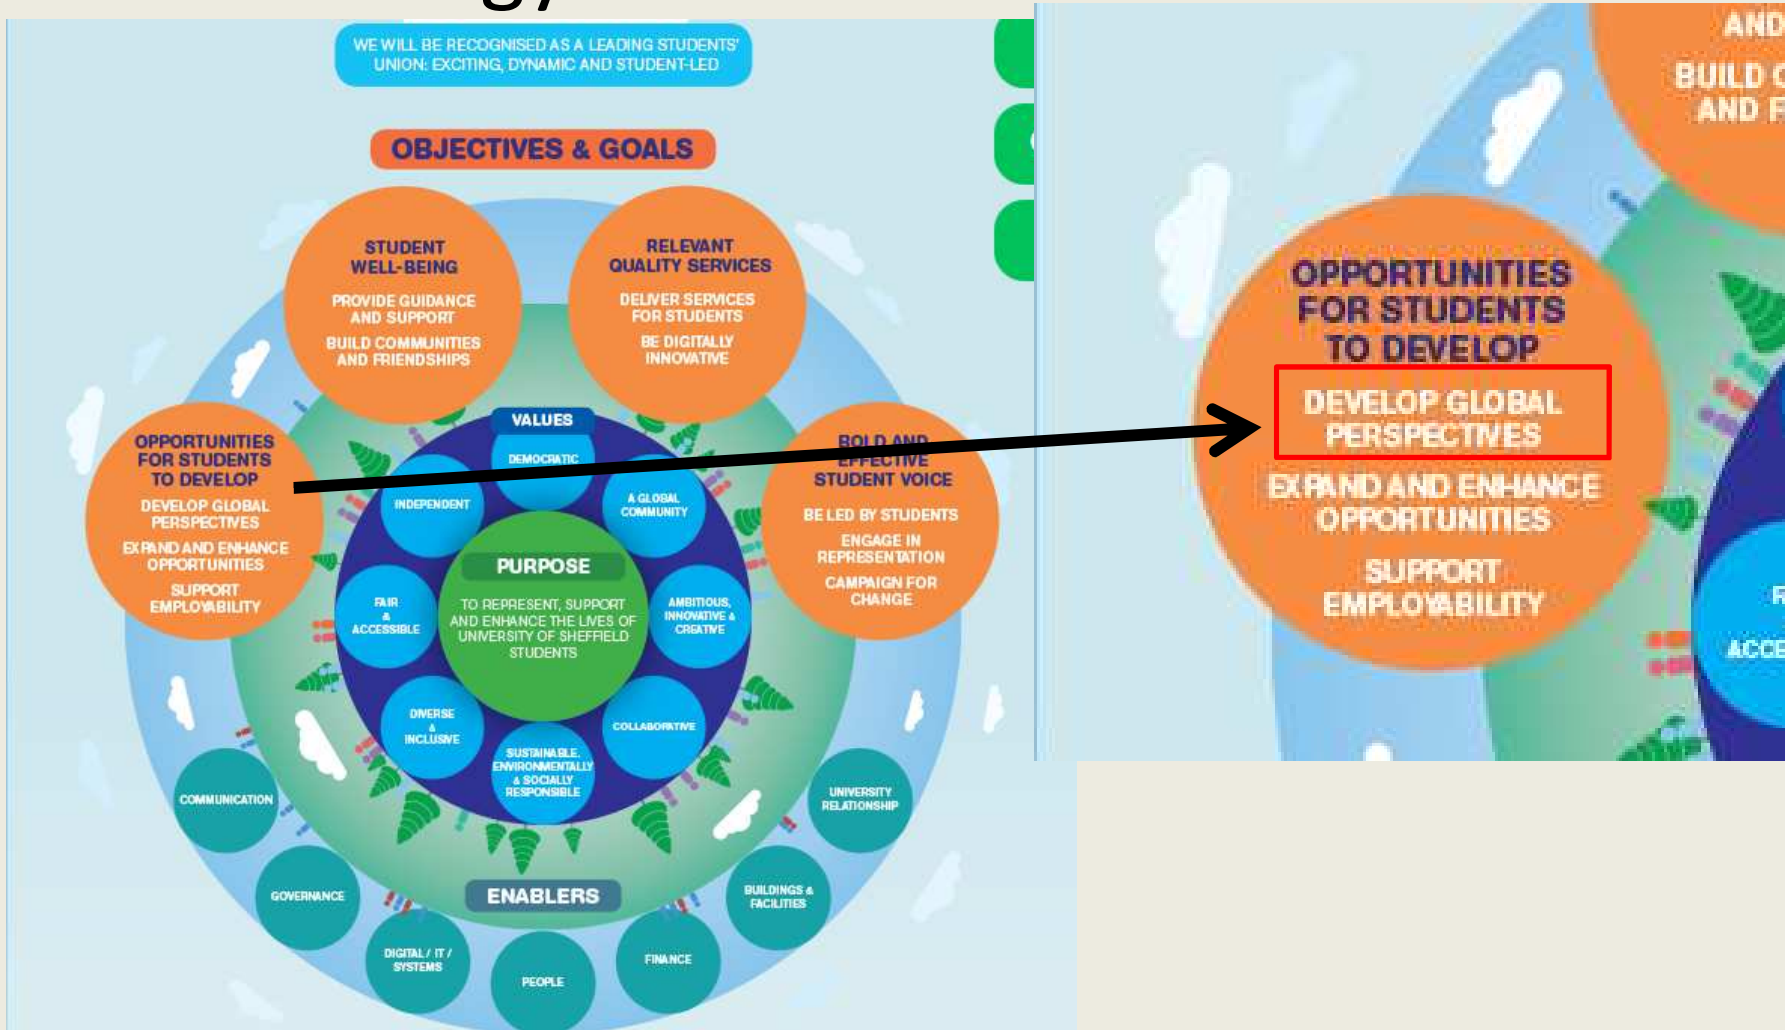 WE WILL BE RECOGNISED AS A LEADING STUDENTS'
UNION: EXCITING, DYNAMIC AND STUDENT-LED
OBJECTIVES & GOALS
STUDENT
WELL-BEING
PROVIDE GUIDANCE
AND SUPPORT
BUILD COMMUNITIES
AND FRIENDSHIPS
RELEVANT
QUALITY SERVICES
DELIVER SERVICES
FOR STUDENTS
BE DIGITALLY
INNOVATIVE
OPPORTUNITIES
FOR STUDENTS
TO DEVELOP
DEVELOP GLOBAL
PERSPECTIVES
EXPAND AND ENHANCE
OPPORTUNITIES
SUPPORT
EMPLOYABILITY
BOLD AND
EFFECTIVE
STUDENT VOICE
BE LED BY STUDENTS
ENGAGE IN
REPRESENTATION
CAMPAIGN FOR
CHANGE
VALUES
DEMOCRATIC
INDEPENDENT
A GLOBAL
COMMUNITY
FAIR
&
ACCESSIBLE
AMBITIOUS,
INNOVATIVE &
CREATIVE
DIVERSE
&
INCLUSIVE
COLLABORATIVE
SUSTAINABLE,
ENVIRONMENTALLY
& SOCIALLY
RESPONSIBLE
PURPOSE
TO REPRESENT, SUPPORT
AND ENHANCE THE LIVES OF
UNIVERSITY OF SHEFFIELD
STUDENTS
ENABLERS
COMMUNICATION
GOVERNANCE
DIGITAL / IT /
SYSTEMS
PEOPLE
FINANCE
BUILDINGS &
FACILITIES
UNIVERSITY
RELATIONSHIP
AND
BUILD
AND
OPPORTUNITIES
FOR STUDENTS
TO DEVELOP
DEVELOP GLOBAL
PERSPECTIVES
EXPAND AND ENHANCE
OPPORTUNITIES
SUPPORT
EMPLOYABILITY